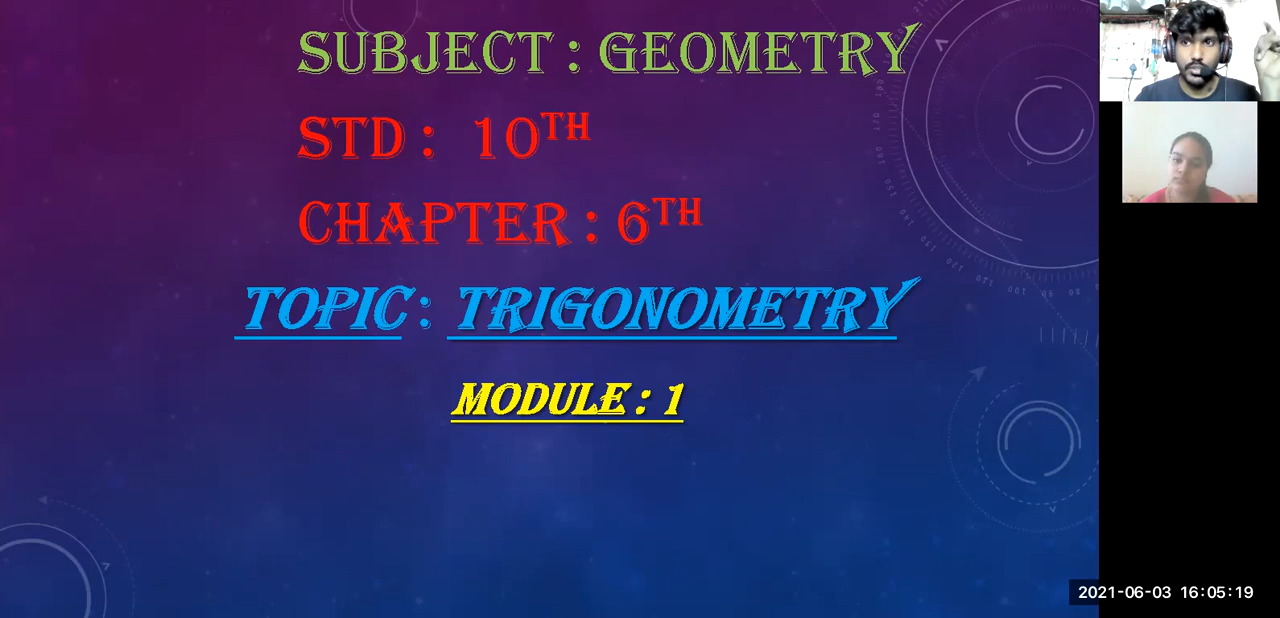 SUBJECT : GEOMETRY
STD : 10TH
CHAPTER : 6TH
TOPIC : TRIGONOMETRY
MODULE : 1
2021-06-03 16:05:19